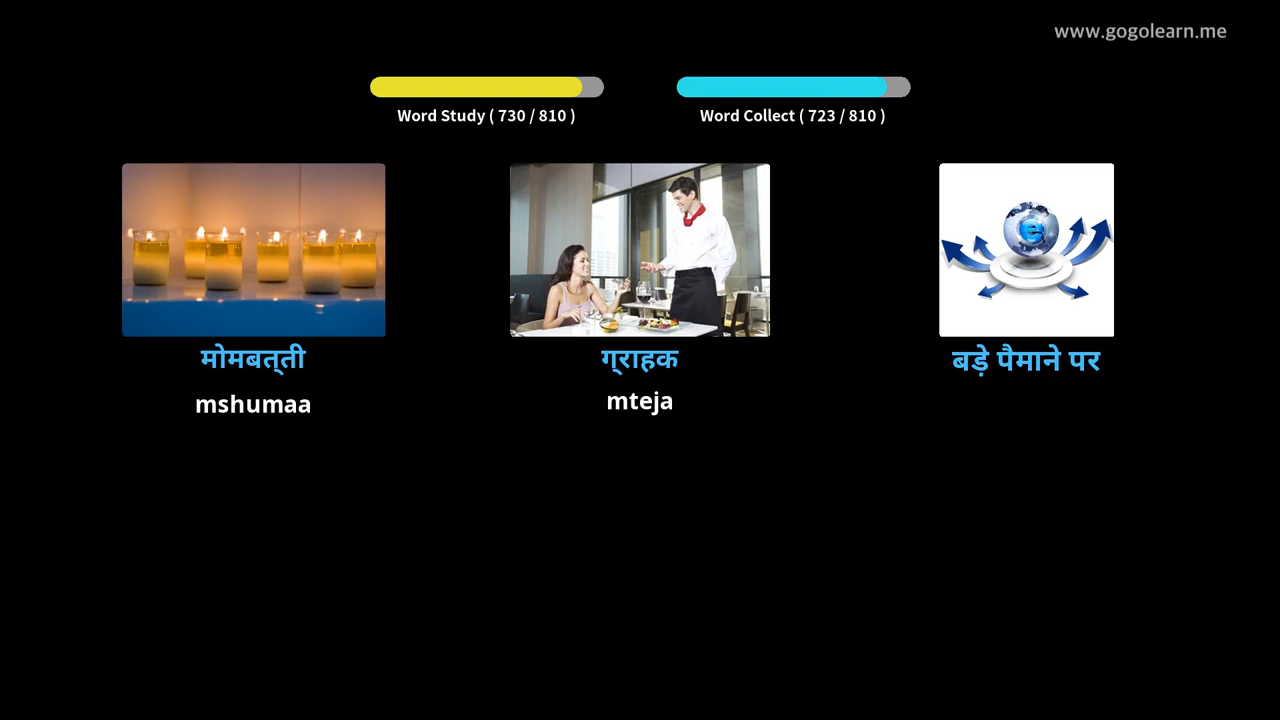 www.gogolearn.me
Word Study ( 730 / 810 )
Word Collect ( 723 / 810 )
मोमबत्ती
ग्राहक
बड़े पैमाने पर
mshumaa
mteja